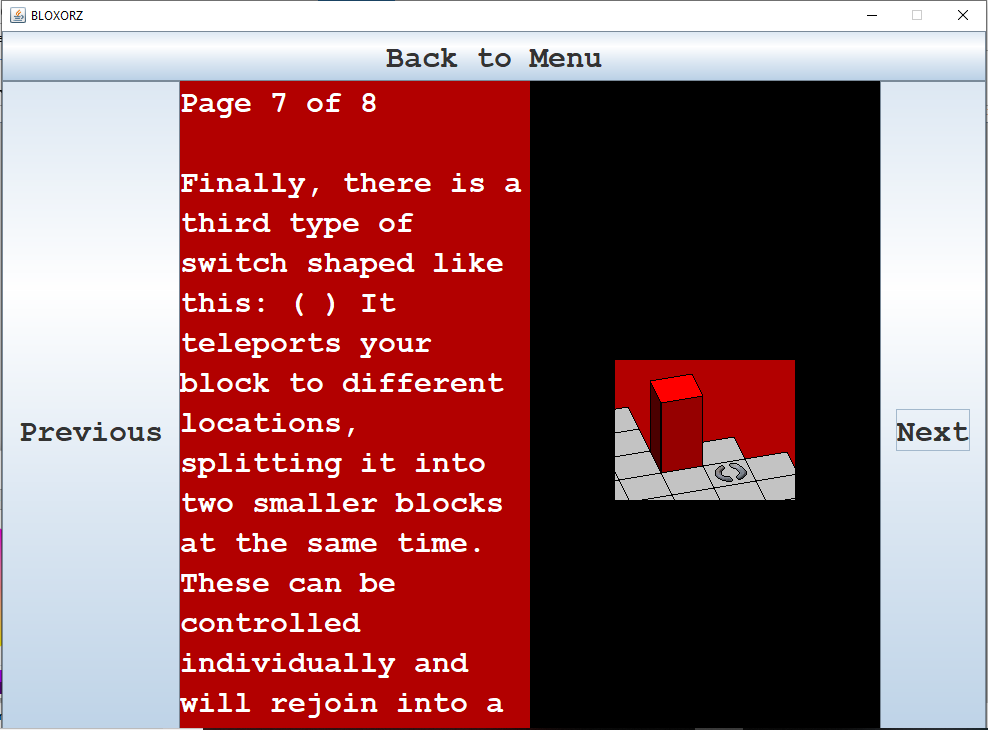 BLOXORZ
Back to Menu
Previous
Page 7 of 8
Finally, there is a
third type of
switch shaped like
this: ( ) It
teleports your
block to different
locations,
splitting it into
two smaller blocks
at the same time.
These can be
controlled
individually and
will rejoin into a
Next